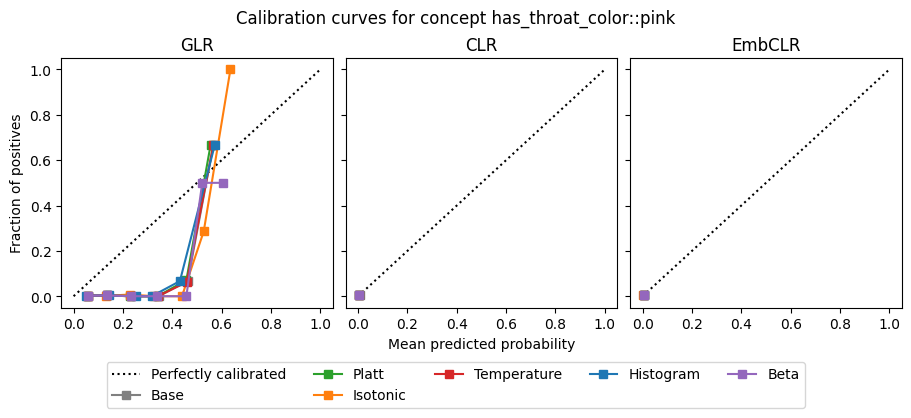 Calibration curves for concept has_throat_color::pink
GLR
CLR
EmbCLR
Fraction of positives
1.0
0.8
0.6
0.4
0.2
0.0
0.0 0.2 0.4 0.6 0.8 1.0
0.0 0.2 0.4 0.6 0.8 1.0
0.0 0.2 0.4 0.6 0.8 1.0
Mean predicted probability
Perfectly calibrated
Base
Platt
Isotonic
Temperature
Histogram
Beta